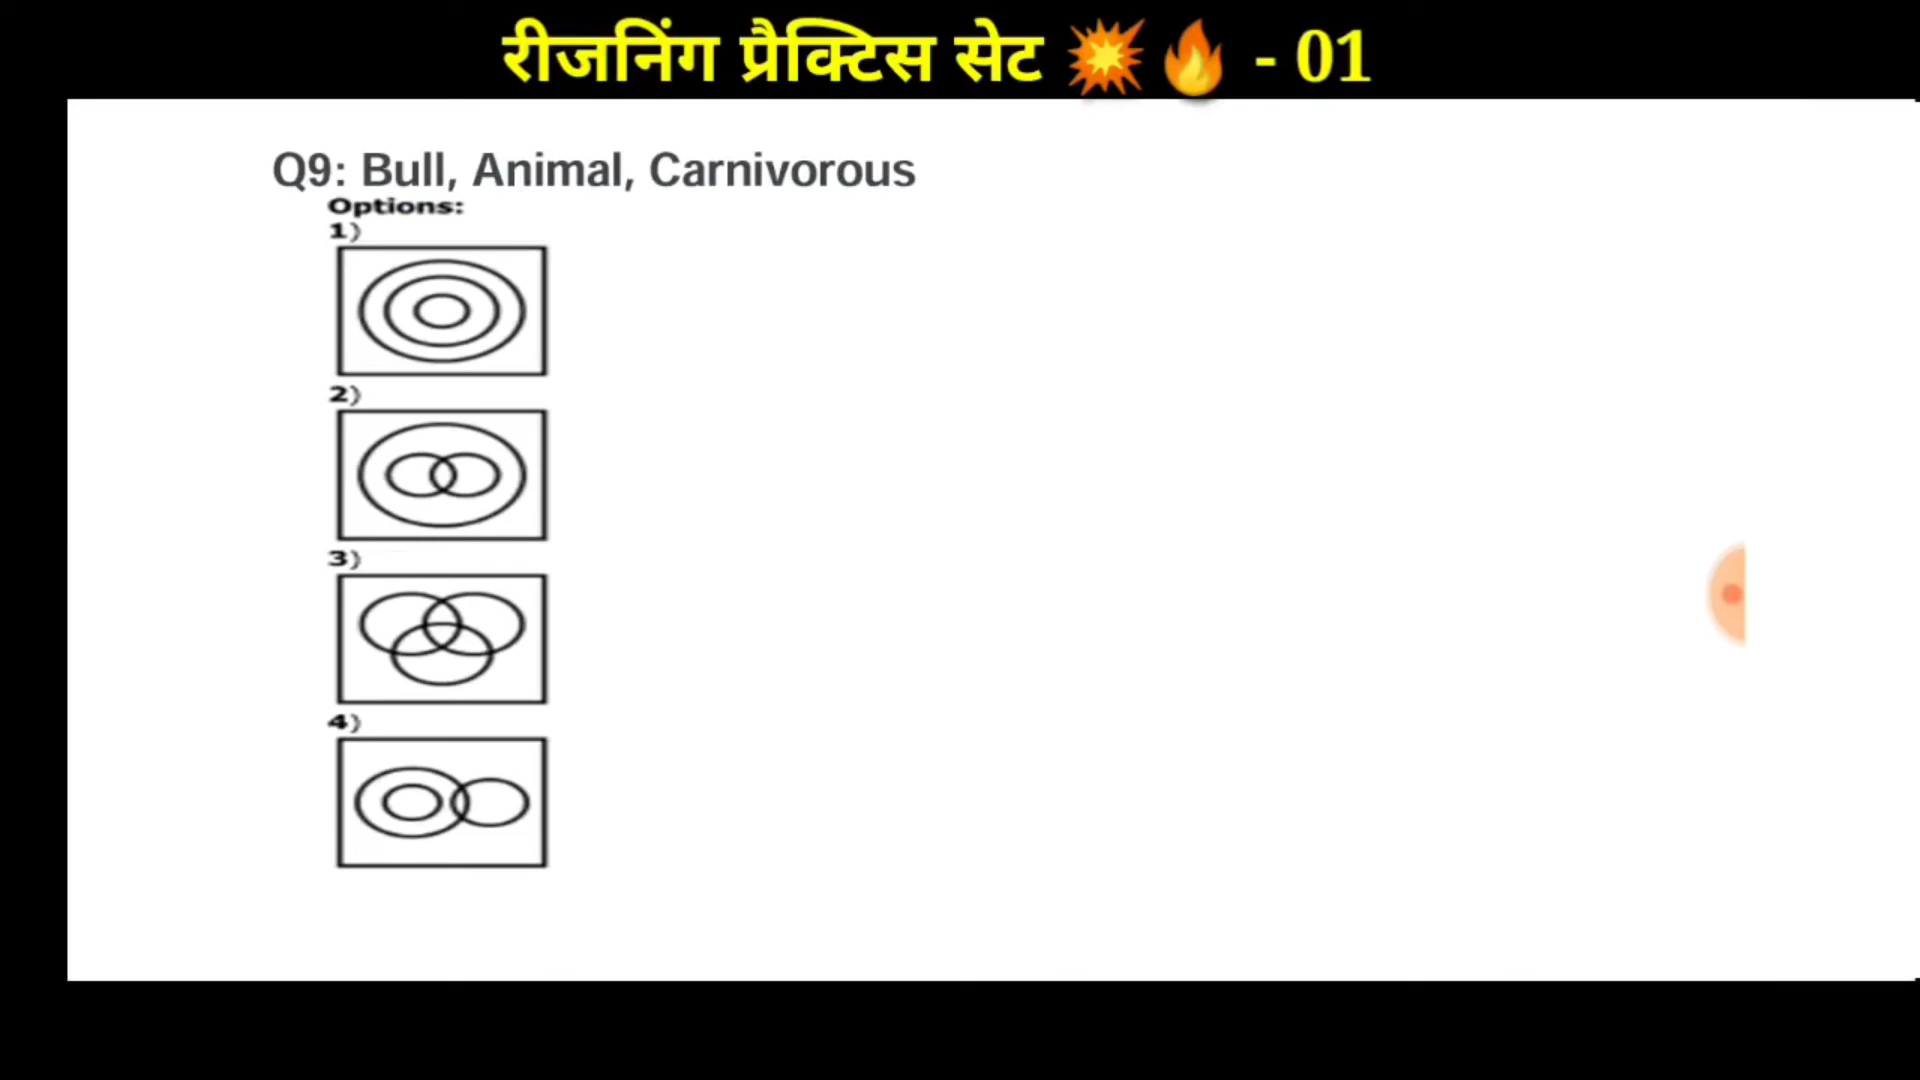 रीजनिंग प्रैक्टिस सेट 💥🔥 - 01
Q9: Bull, Animal, Carnivorous
Options:
1)
2)
3)
4)